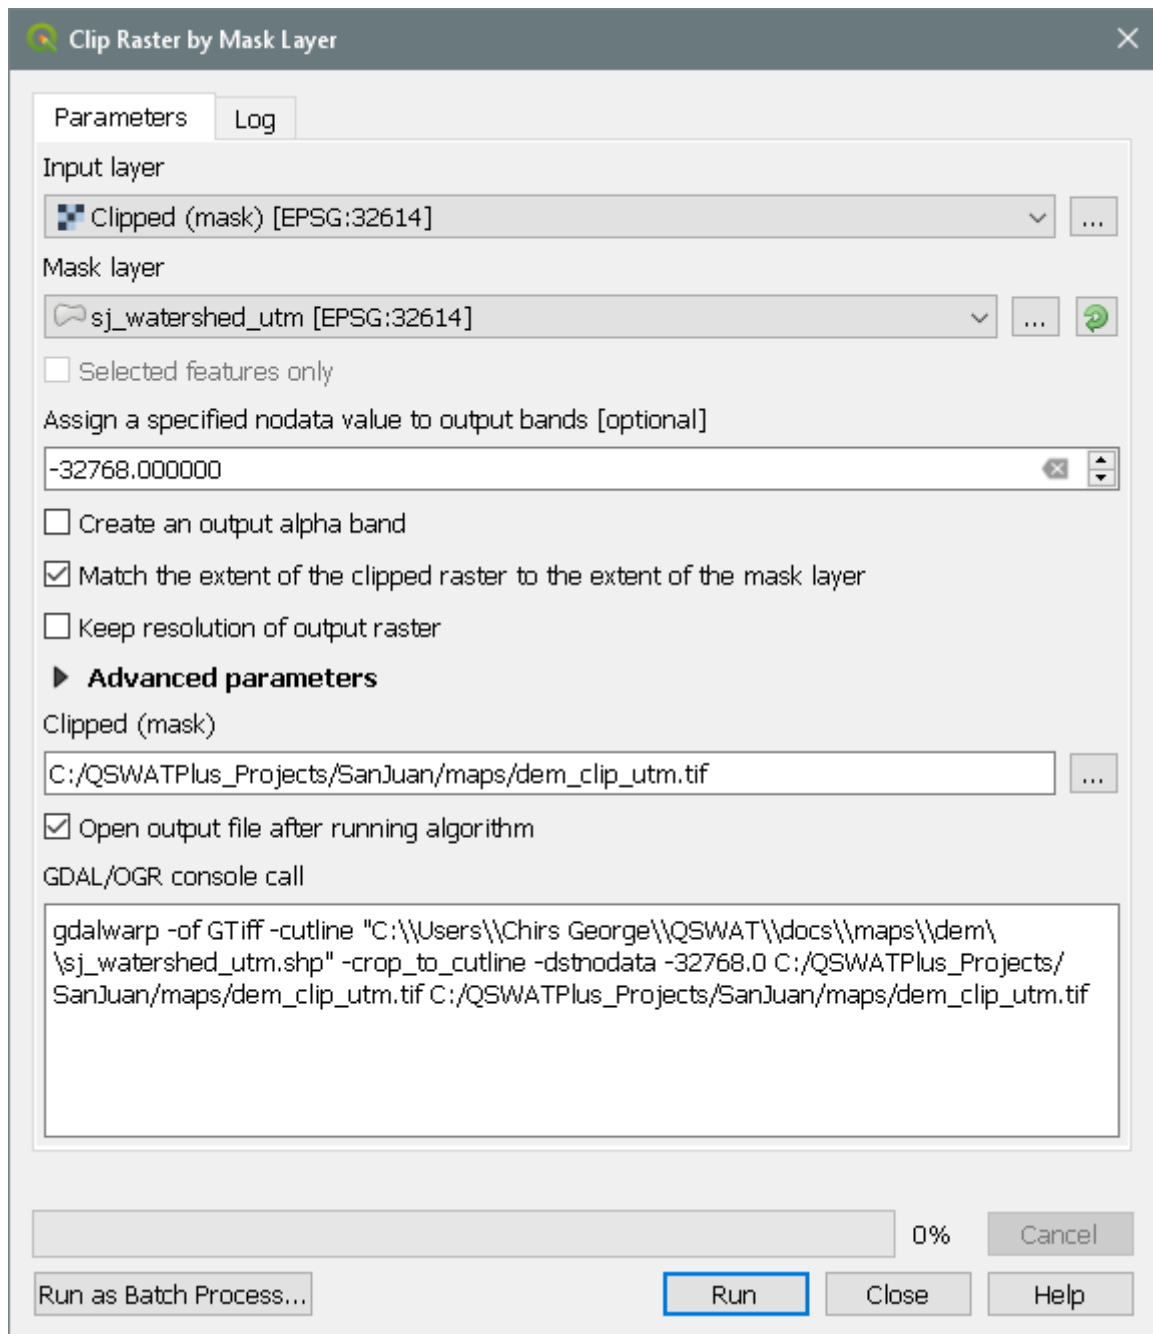 Clip Raster by Mask Layer
Parameters
Log
Input layer
Clipped (mask) [EPSG:32614]
...
Mask layer
sj_watershed_utm [EPSG:32614]
...
Selected features only
Assign a specified nodata value to output bands [optional]
-32768.000000
Create an output alpha band
Match the extent of the clipped raster to the extent of the mask layer
Keep resolution of output raster
Advanced parameters
Clipped (mask)
C:/QSWATPlus_Projects/SanJuan/maps/dem_clip_utm.tif
...
Open output file after running algorithm
GDAL/OGR console call
gdalwarp -of GTiff -cutline "C:\\Users\\Chirs George\\QSWAT\\docs\\maps\\dem\
\sj_watershed_utm.shp" -crop_to_cutline -dstnodata -32768.0 C:/QSWATPlus_Projects/
SanJuan/maps/dem_clip_utm.tif C:/QSWATPlus_Projects/SanJuan/maps/dem_clip_utm.tif
0%
Cancel
Run as Batch Process...
Run
Close
Help